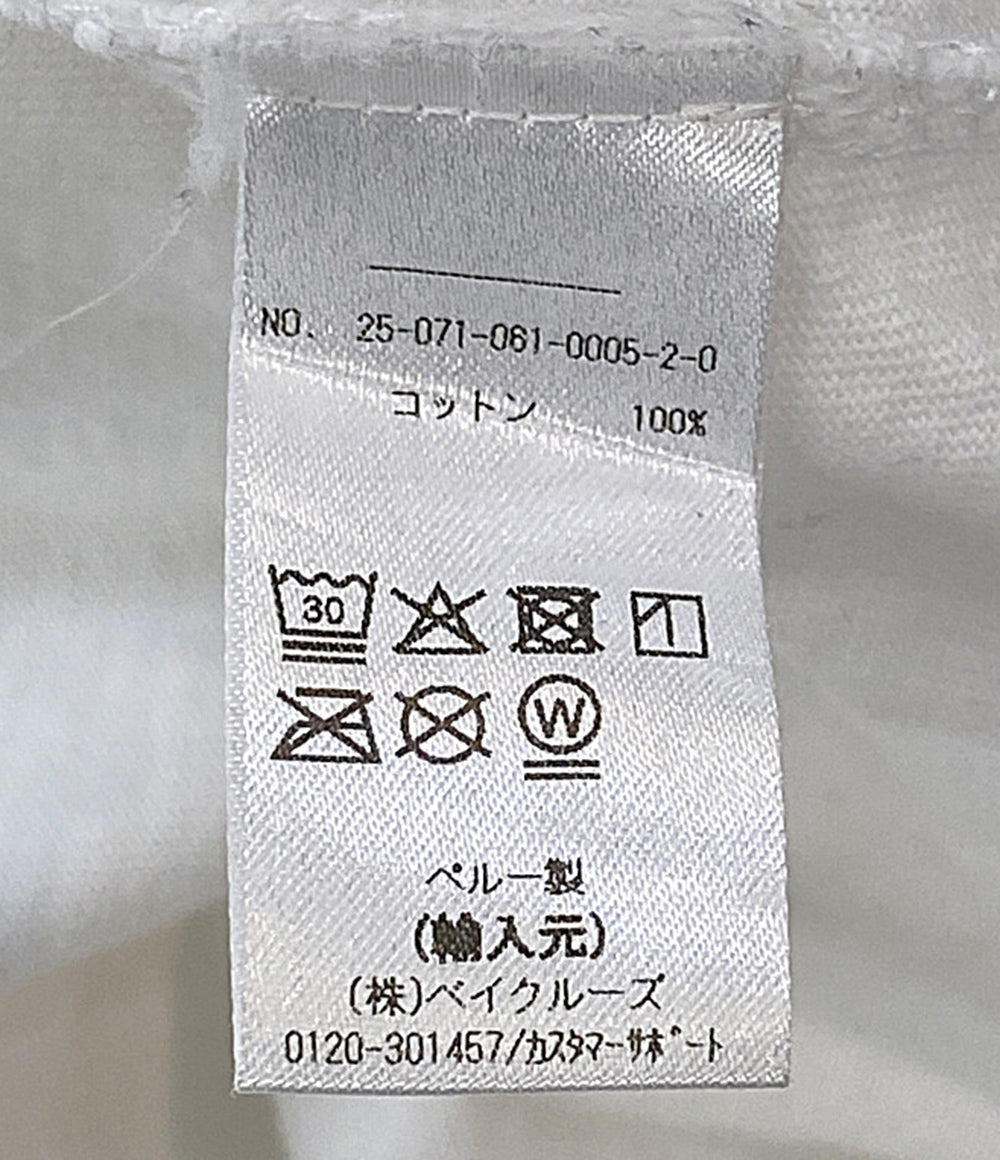 NO. 25-071-061-0005-2-0
コットン 100%
30
W
ペルー製
(輸入元)
(株)ベイクルーズ
0120-301457/カスタマーサポート